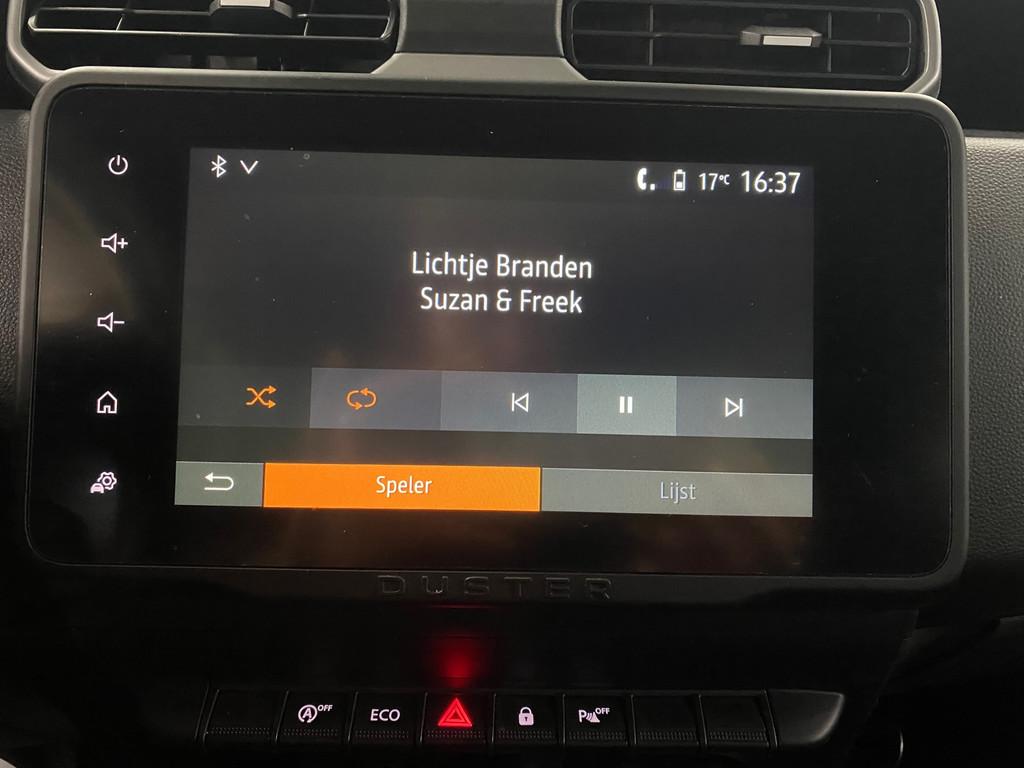 17°C 16:37
Lichtje Branden
Suzan & Freek
Speler
Lijst
DUSTER
A OFF
ECO
P OFF